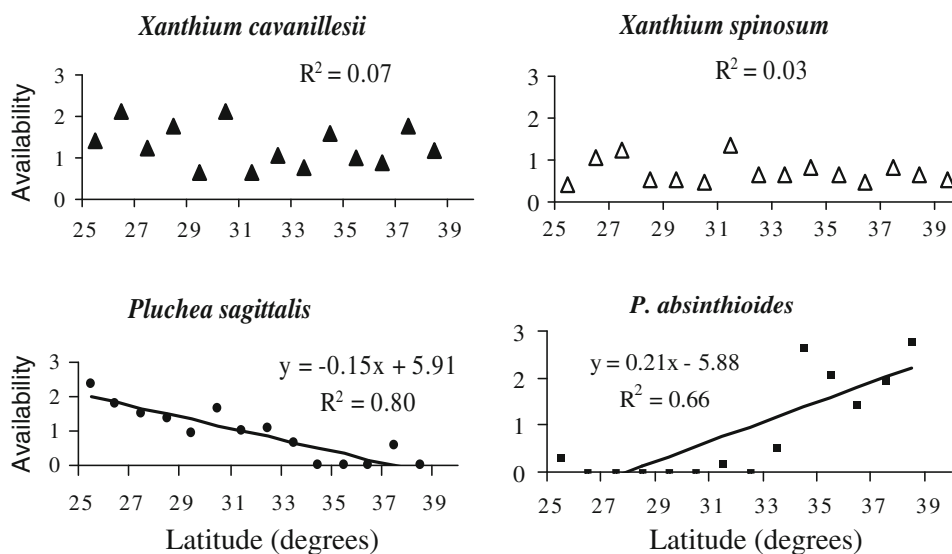 Xanthium cavanillesii
R² = 0.07
Availability
3
2
1
0
25 27 29 31 33 35 37 39
Xanthium spinosum
R² = 0.03
3
2
1
0
25 27 29 31 33 35 37 39
Pluchea sagittalis
y = -0.15x + 5.91
R² = 0.80
Availability
3
2
1
0
25 27 29 31 33 35 37 39
Latitude (degrees)
P. absinthioides
y = 0.21x - 5.88
R² = 0.66
3
2
1
0
25 27 29 31 33 35 37 39
Latitude (degrees)